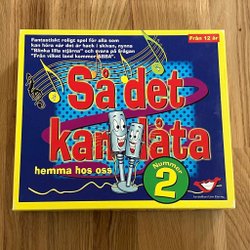 Fantastiskt roligt spel för alla som
kan höra när det är hack i skivan, nynna
"Blinka lilla stjärna" och svara på frågan
"Från vilket land kommer ABBA".
Från 12 år
Så det
kan låta
hemma hos oss
Nummer
2